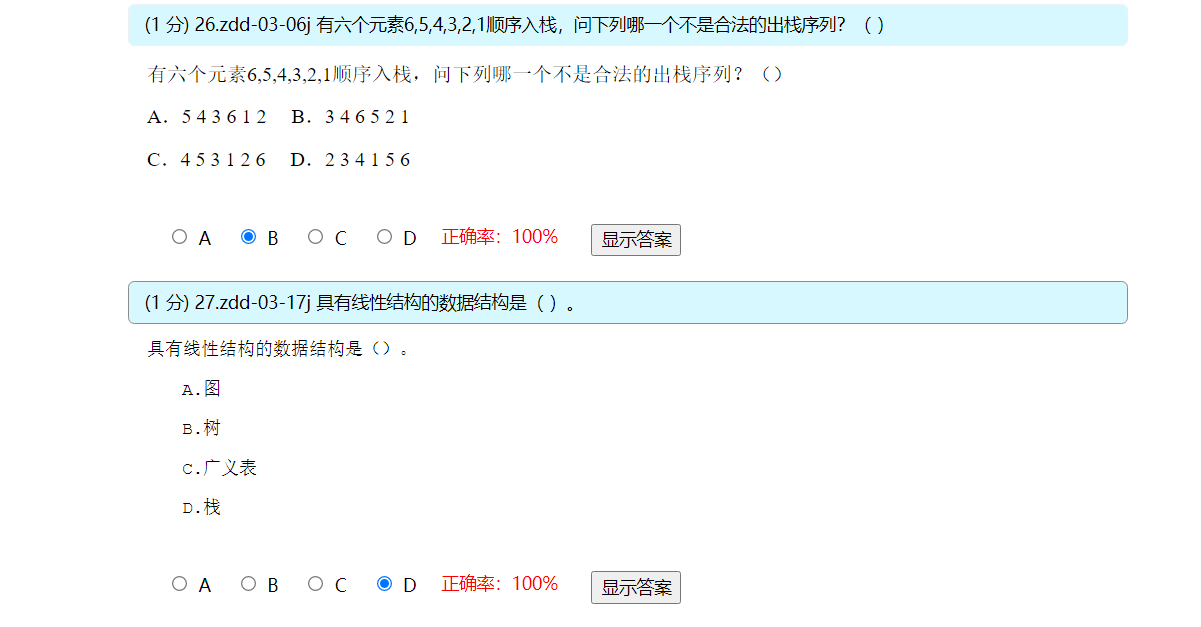 (1 分) 26.zdd-03-06j 有六个元素6,5,4,3,2,1顺序入栈，问下列哪一个不是合法的出栈序列？（ ）
有六个元素6,5,4,3,2,1顺序入栈，问下列哪一个不是合法的出栈序列？（）
A．5 4 3 6 1 2 B．3 4 6 5 2 1
C．4 5 3 1 2 6 D．2 3 4 1 5 6
A B C D 正确率：100% 显示答案
(1 分) 27.zdd-03-17j 具有线性结构的数据结构是（ ）。
具有线性结构的数据结构是（）。
A.图
B.树
C.广义表
D.栈
A B C D 正确率：100% 显示答案